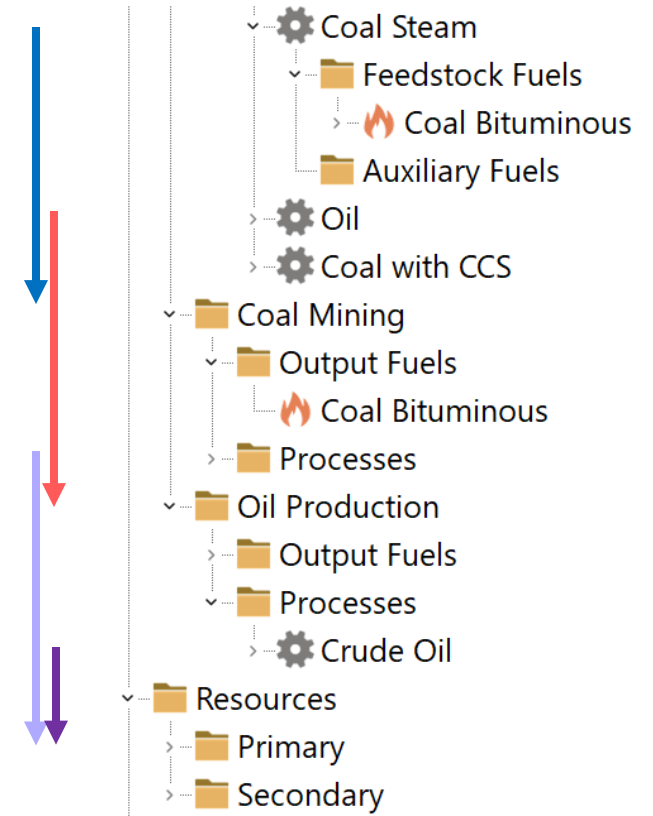 Coal Steam
Feedstock Fuels
Coal Bituminous
Auxiliary Fuels
Oil
Coal with CCS
Coal Mining
Output Fuels
Coal Bituminous
Processes
Oil Production
Output Fuels
Processes
Crude Oil
Resources
Primary
Secondary